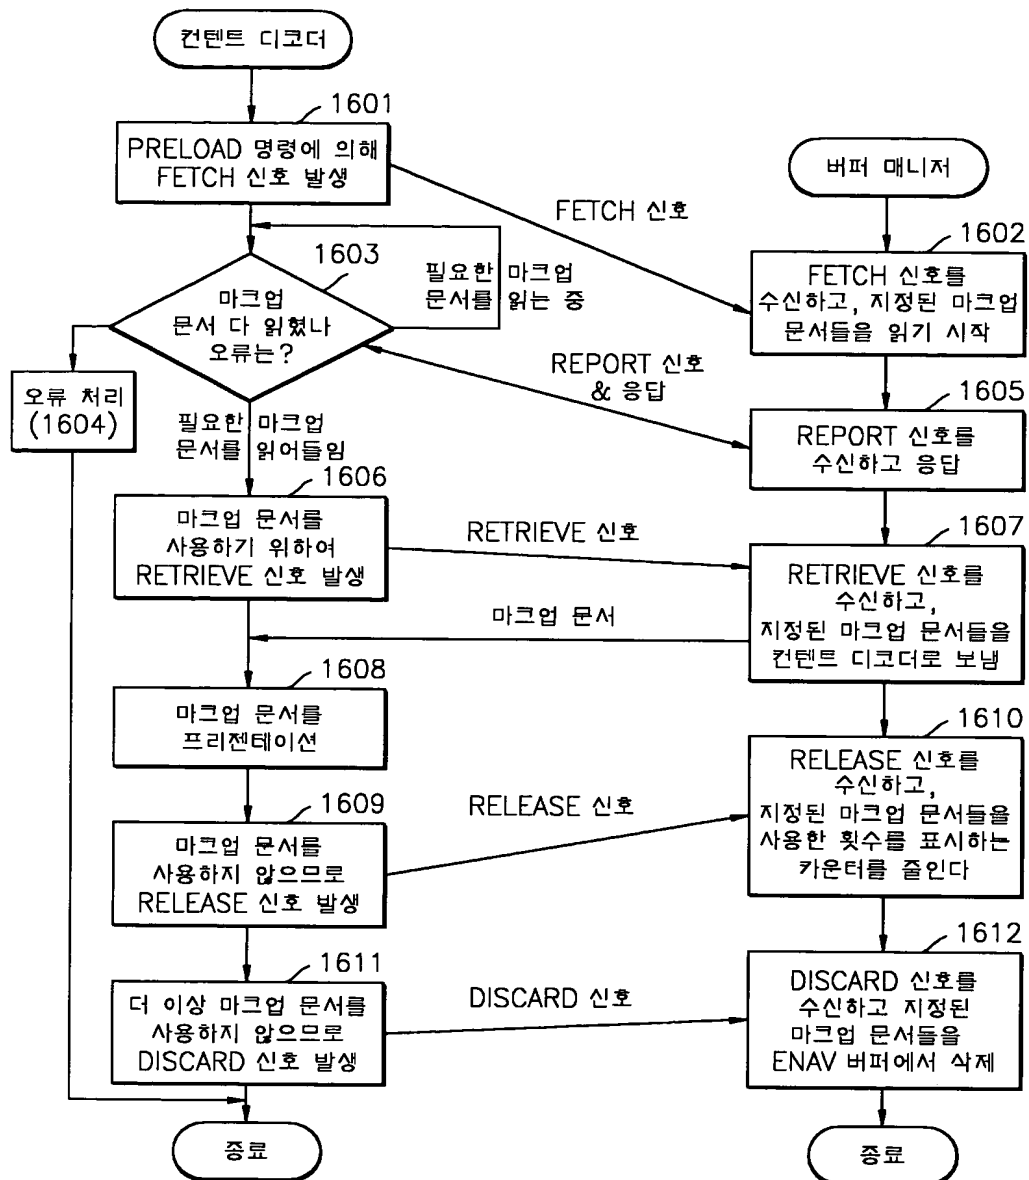 컨텐트 디코더
1601
PRELOAD 명령에 의해
FETCH 신호 발생
버퍼 매니저
FETCH 신호
1602
FETCH 신호를
수신하고, 지정된 마크업
문서들을 읽기 시작
1603
마크업
문서 다 읽혔나
오류는?
필요한 마크업
문서를 읽는 중
오류 처리
(1604)
REPORT 신호
& 응답
1605
REPORT 신호를
수신하고 응답
필요한 마크업
문서를 읽어들임
1606
마크업 문서를
사용하기 위하여
RETRIEVE 신호 발생
RETRIEVE 신호
1607
RETRIEVE 신호를
수신하고,
지정된 마크업 문서들을
컨텐트 디코더로 보냄
마크업 문서
1608
마크업 문서를
프리젠테이션
1609
마크업 문서를
사용하지 않으므로
RELEASE 신호 발생
RELEASE 신호
1610
RELEASE 신호를
수신하고,
지정된 마크업 문서들을
사용한 횟수를 표시하는
카운터를 줄인다
1611
더 이상 마크업 문서를
사용하지 않으므로
DISCARD 신호 발생
DISCARD 신호
1612
DISCARD 신호를
수신하고 지정된
마크업 문서들을
ENAV 버퍼에서 삭제
종료
종료